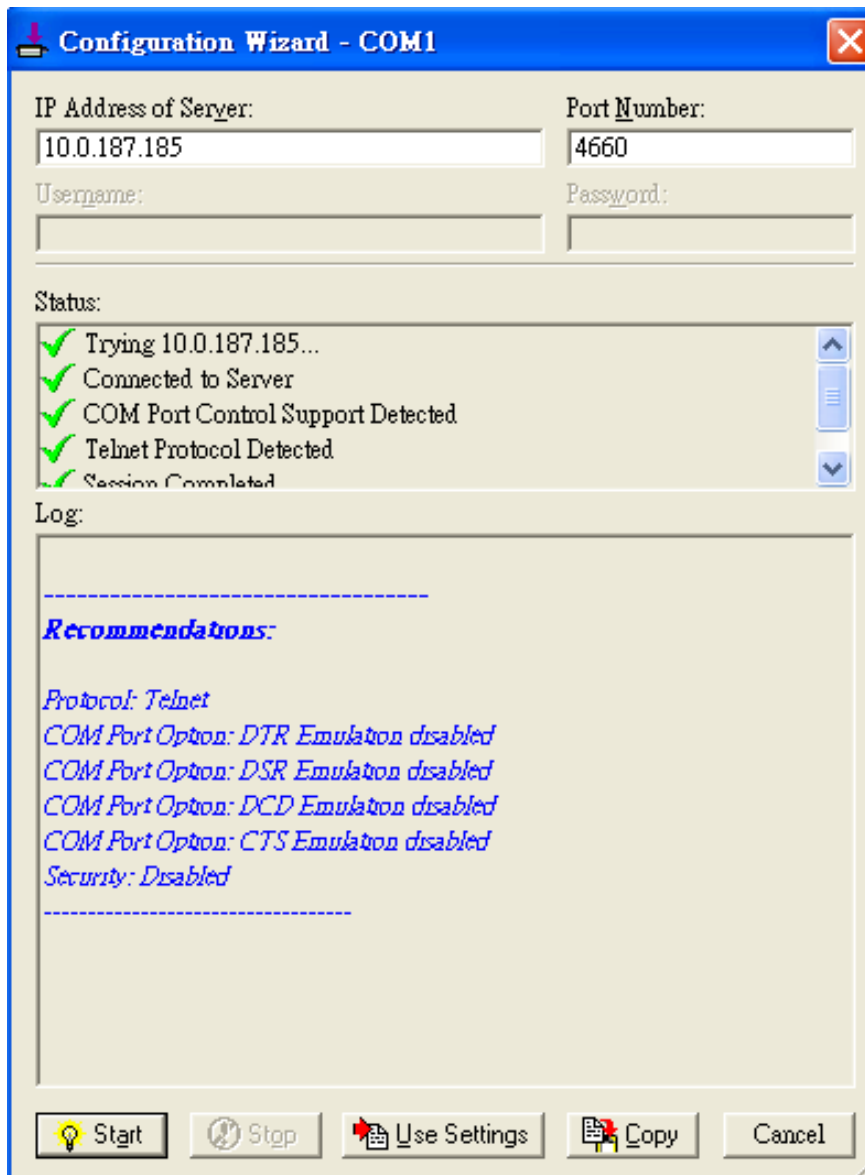 Configuration Wizard - COM1
IP Address of Server:
Port Number:
10.0.187.185
4660
Username:
Password:
Status:
Trying 10.0.187.185...
Connected to Server
COM Port Control Support Detected
Telnet Protocol Detected
Session Completed
Log:
-----------------------------------
Recommendations:
Protocol: Telnet
COM Port Option: DTR Emulation disabled
COM Port Option: DSR Emulation disabled
COM Port Option: DCD Emulation disabled
COM Port Option: CTS Emulation disabled
Security: Disabled
-----------------------------------
Start
Stop
Use Settings
Copy
Cancel